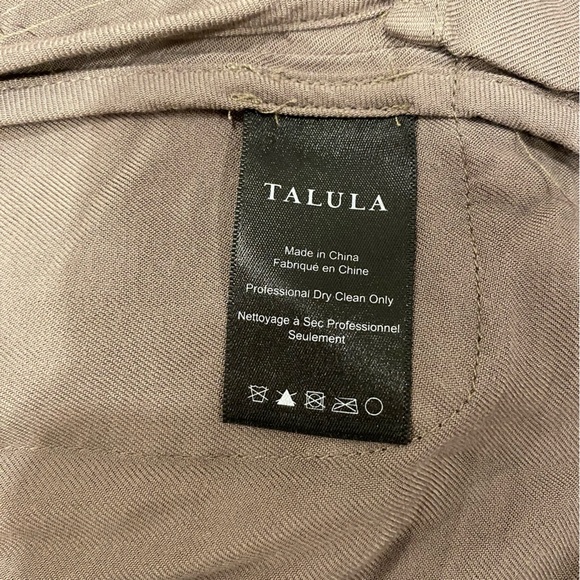 TALULA
Made in China
Fabriqué en Chine
Professional Dry Clean Only
Nettoyage à Sec Professionnel
Seulement